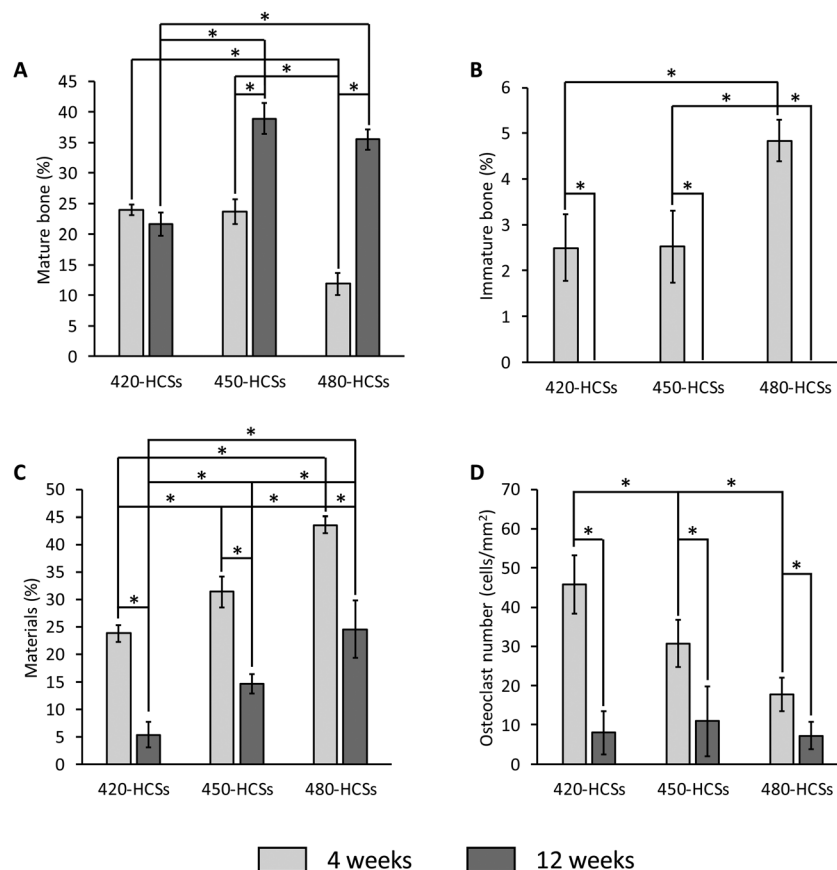 A
Mature bone (%)
45
40
35
30
25
20
15
10
5
0
* * * * * *
420-HCSs 450-HCSs 480-HCSs
B
Immature bone (%)
6
5
4
3
2
1
0
* * * * *
420-HCSs 450-HCSs 480-HCSs
C
Materials (%)
50
45
40
35
30
25
20
15
10
5
0
* * * * * * * * *
420-HCSs 450-HCSs 480-HCSs
D
Osteoclast number (cells/mm²)
70
60
50
40
30
20
10
0
* * * * *
420-HCSs 450-HCSs 480-HCSs
4 weeks 12 weeks